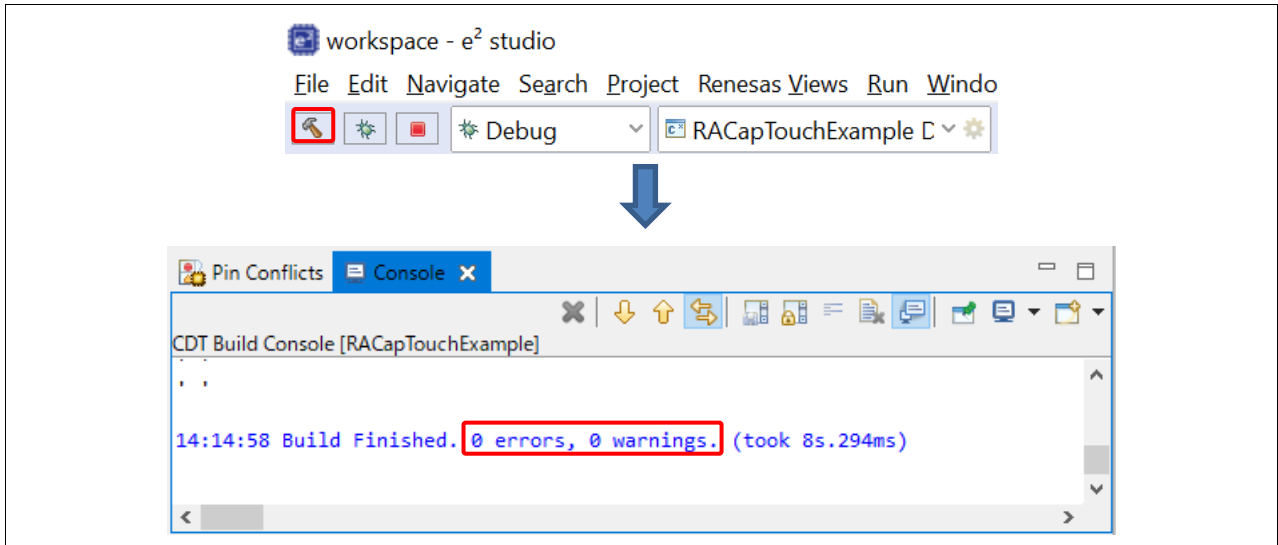 workspace - e² studio
File Edit Navigate Search Project Renesas Views Run Windo
Debug RACapTouchExample D
Pin Conflicts Console
CDT Build Console [RACapTouchExample]
14:14:58 Build Finished. 0 errors, 0 warnings. (took 8s.294ms)